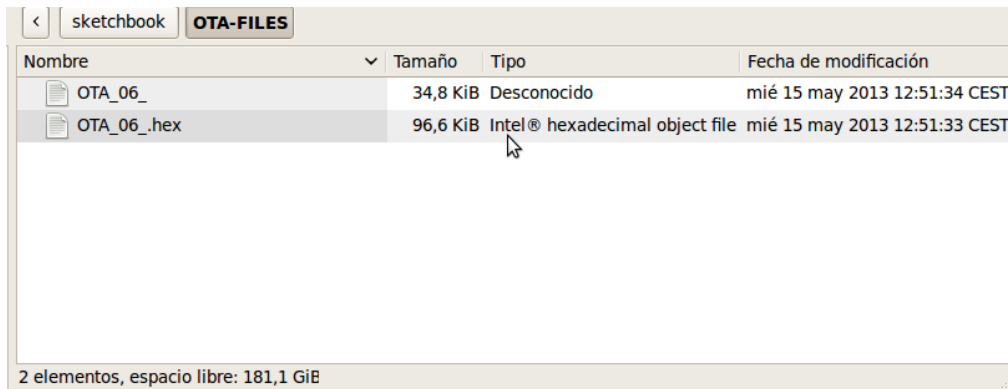 < sketchbook OTA-FILES
Nombre Tamaño Tipo Fecha de modificación
OTA_06_ 34,8 KiB Desconocido mié 15 may 2013 12:51:34 CEST
OTA_06_.hex 96,6 KiB Intel® hexadecimal object file mié 15 may 2013 12:51:33 CEST
2 elementos, espacio libre: 181,1 GiB